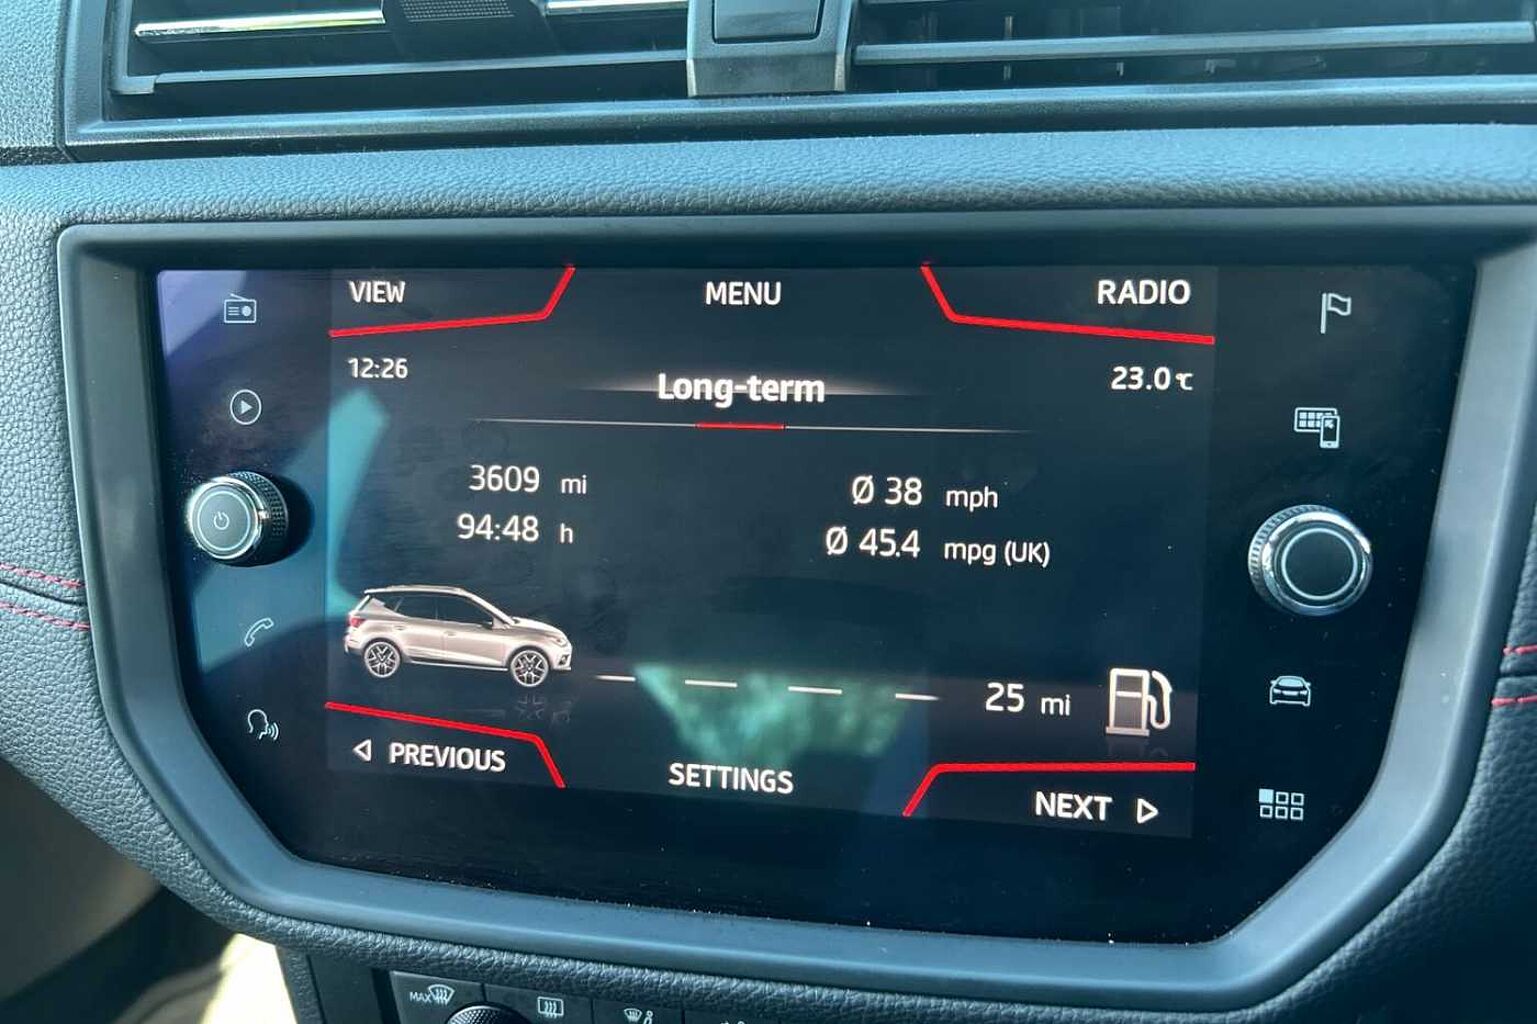 VIEW MENU RADIO
12:26 Long-term 23.0 °C
3609 mi Ø 38 mph
94:48 h Ø 45.4 mpg (UK)
25 mi
PREVIOUS SETTINGS NEXT
MAX